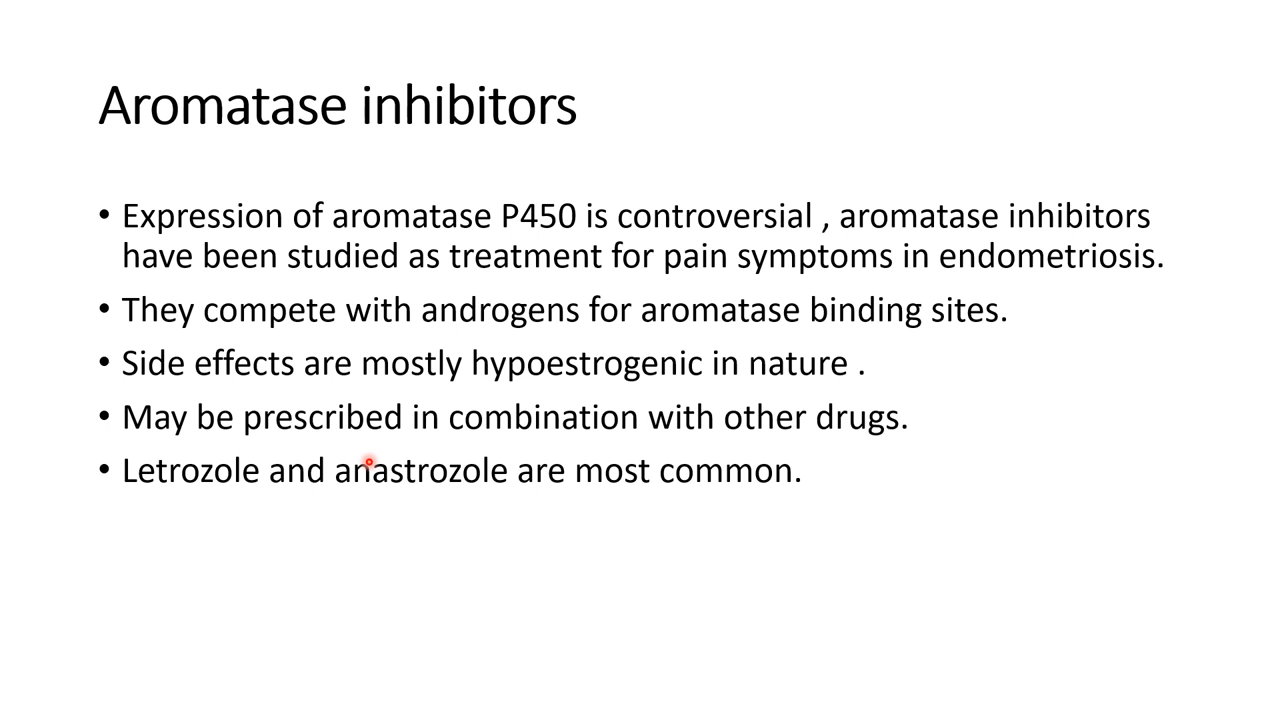 Aromatase inhibitors
• Expression of aromatase P450 is controversial , aromatase inhibitors
have been studied as treatment for pain symptoms in endometriosis.
• They compete with androgens for aromatase binding sites.
• Side effects are mostly hypoestrogenic in nature .
• May be prescribed in combination with other drugs.
• Letrozole and anastrozole are most common.